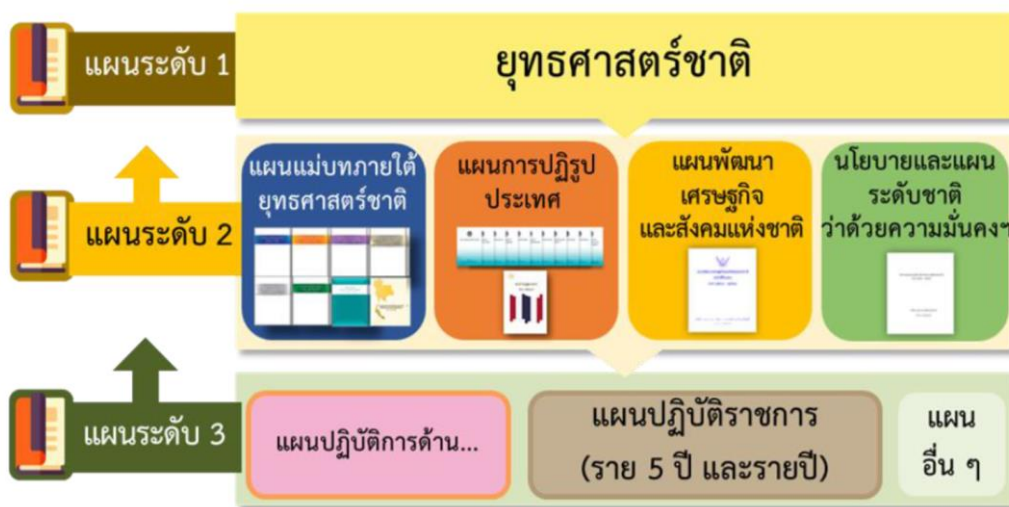 แผนระดับ 1
ยุทธศาสตร์ชาติ
แผนระดับ 2
แผนแม่บทภายใต้
ยุทธศาสตร์ชาติ
แผนการปฏิรูป
ประเทศ
แผนพัฒนา
เศรษฐกิจ
และสังคมแห่งชาติ
นโยบายและแผน
ระดับชาติ
ว่าด้วยความมั่นคงฯ
แผนระดับ 3
แผนปฏิบัติการด้าน...
แผนปฏิบัติราชการ
(ราย 5 ปี และรายปี)
แผน
อื่น ๆ